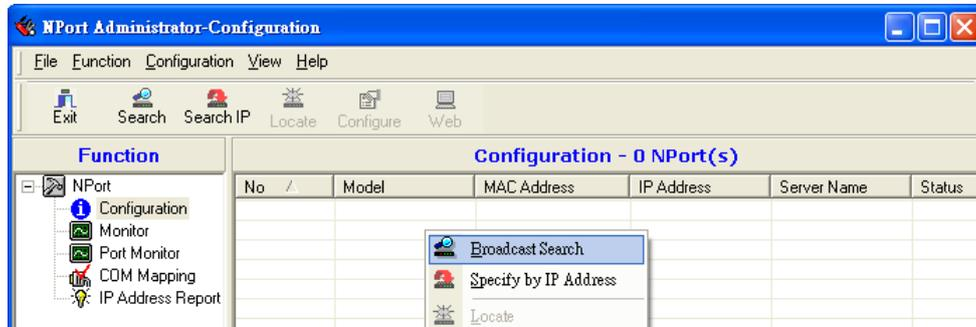 NPort Administrator-Configuration
File Function Configuration View Help
Exit Search Search IP Locate Configure Web
Function
Configuration - 0 NPort(s)
NPort
Configuration
Monitor
Port Monitor
COM Mapping
IP Address Report
No Model MAC Address IP Address Server Name Status
Broadcast Search
Specify by IP Address
Locate